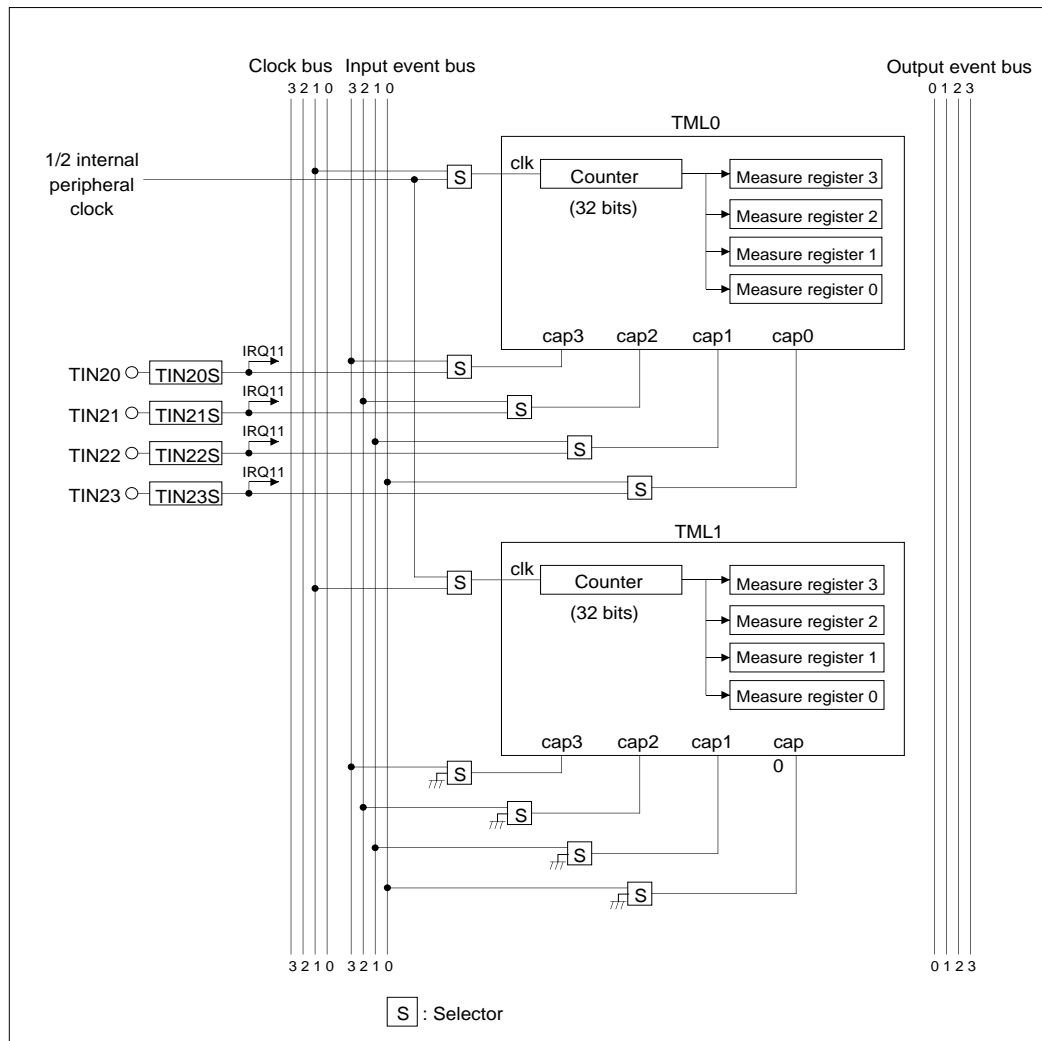 Clock bus Input event bus Output event bus
3 2 1 0 3 2 1 0 0 1 2 3
TML0
1/2 internal
peripheral
clock
S
clk
Counter
(32 bits)
Measure register 3
Measure register 2
Measure register 1
Measure register 0
cap3 cap2 cap1 cap0
IRQ11
TIN20 TIN20S S
IRQ11
TIN21 TIN21S S
IRQ11
TIN22 TIN22S S
IRQ11
TIN23 TIN23S S
TML1
S
clk
Counter
(32 bits)
Measure register 3
Measure register 2
Measure register 1
Measure register 0
cap3 cap2 cap1 cap
0
S
S
S
S
3 2 1 0 3 2 1 0 0 1 2 3
S : Selector